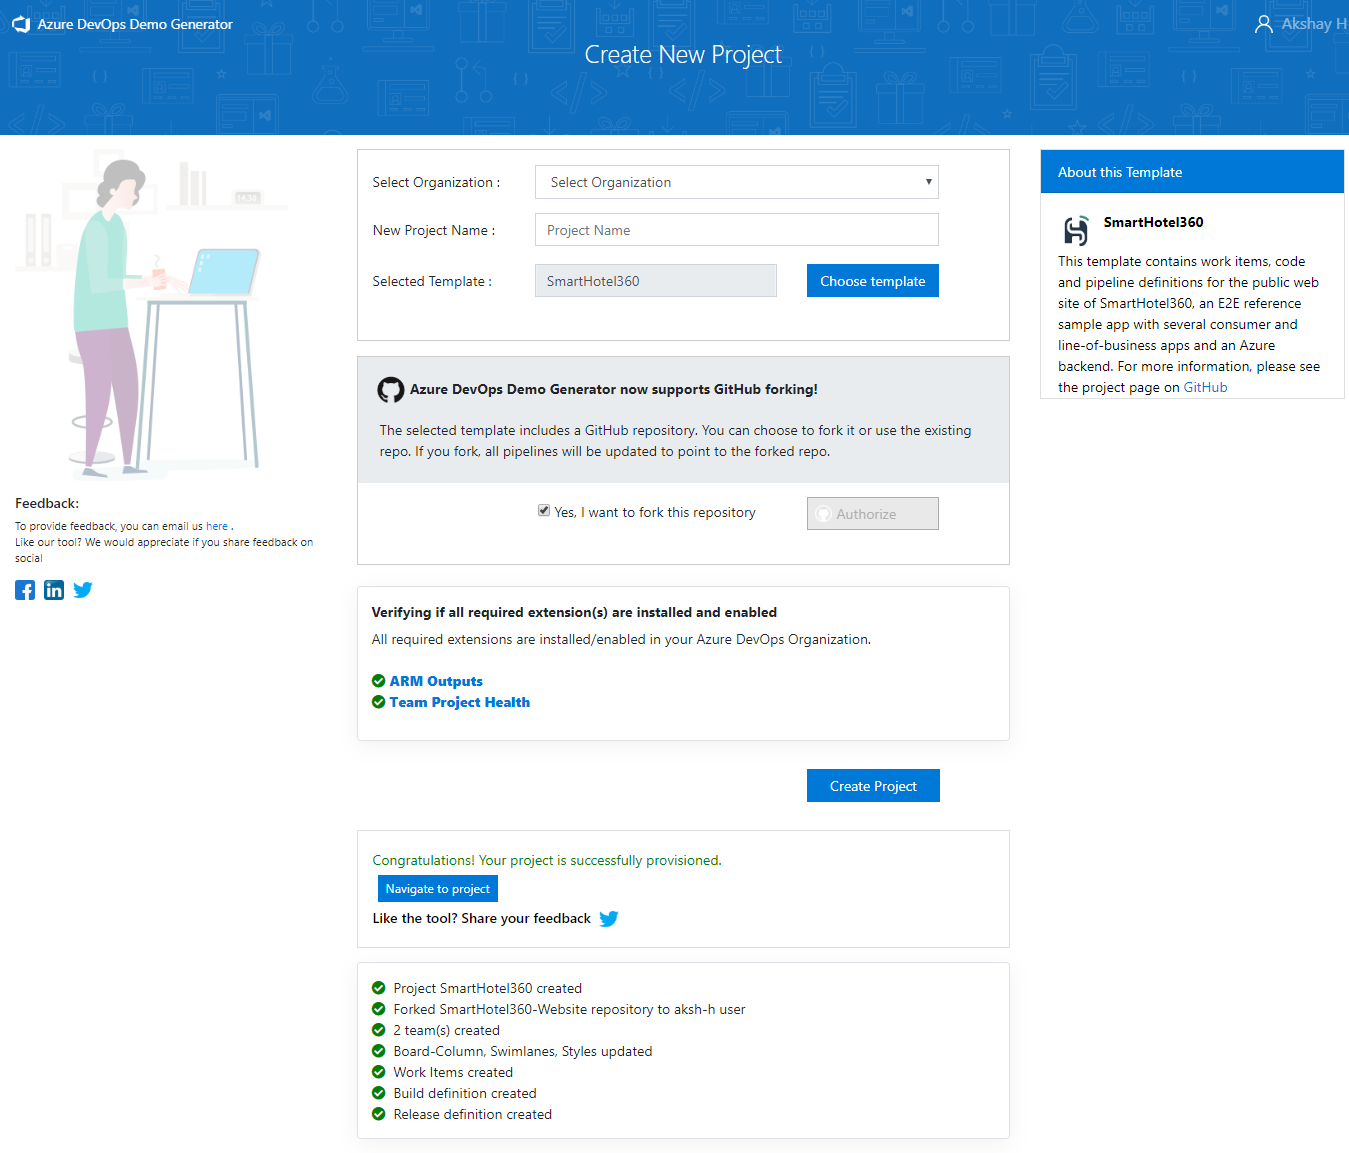 Azure DevOps Demo Generator
Akshay H
Create New Project
14.35
Feedback:
To provide feedback, you can email us here .
Like our tool? We would appreciate if you share feedback on
social
Select Organization :
Select Organization
New Project Name :
Project Name
Selected Template :
SmartHotel360
Choose template
Azure DevOps Demo Generator now supports GitHub forking!
The selected template includes a GitHub repository. You can choose to fork it or use the existing
repo. If you fork, all pipelines will be updated to point to the forked repo.
Yes, I want to fork this repository
Authorize
Verifying if all required extension(s) are installed and enabled
All required extensions are installed/enabled in your Azure DevOps Organization.
ARM Outputs
Team Project Health
Create Project
Congratulations! Your project is successfully provisioned.
Navigate to project
Like the tool? Share your feedback
Project SmartHotel360 created
Forked SmartHotel360-Website repository to aksh-h user
2 team(s) created
Board-Column, Swimlanes, Styles updated
Work Items created
Build definition created
Release definition created
About this Template
SmartHotel360
This template contains work items, code
and pipeline definitions for the public web
site of SmartHotel360, an E2E reference
sample app with several consumer and
line-of-business apps and an Azure
backend. For more information, please see
the project page on GitHub